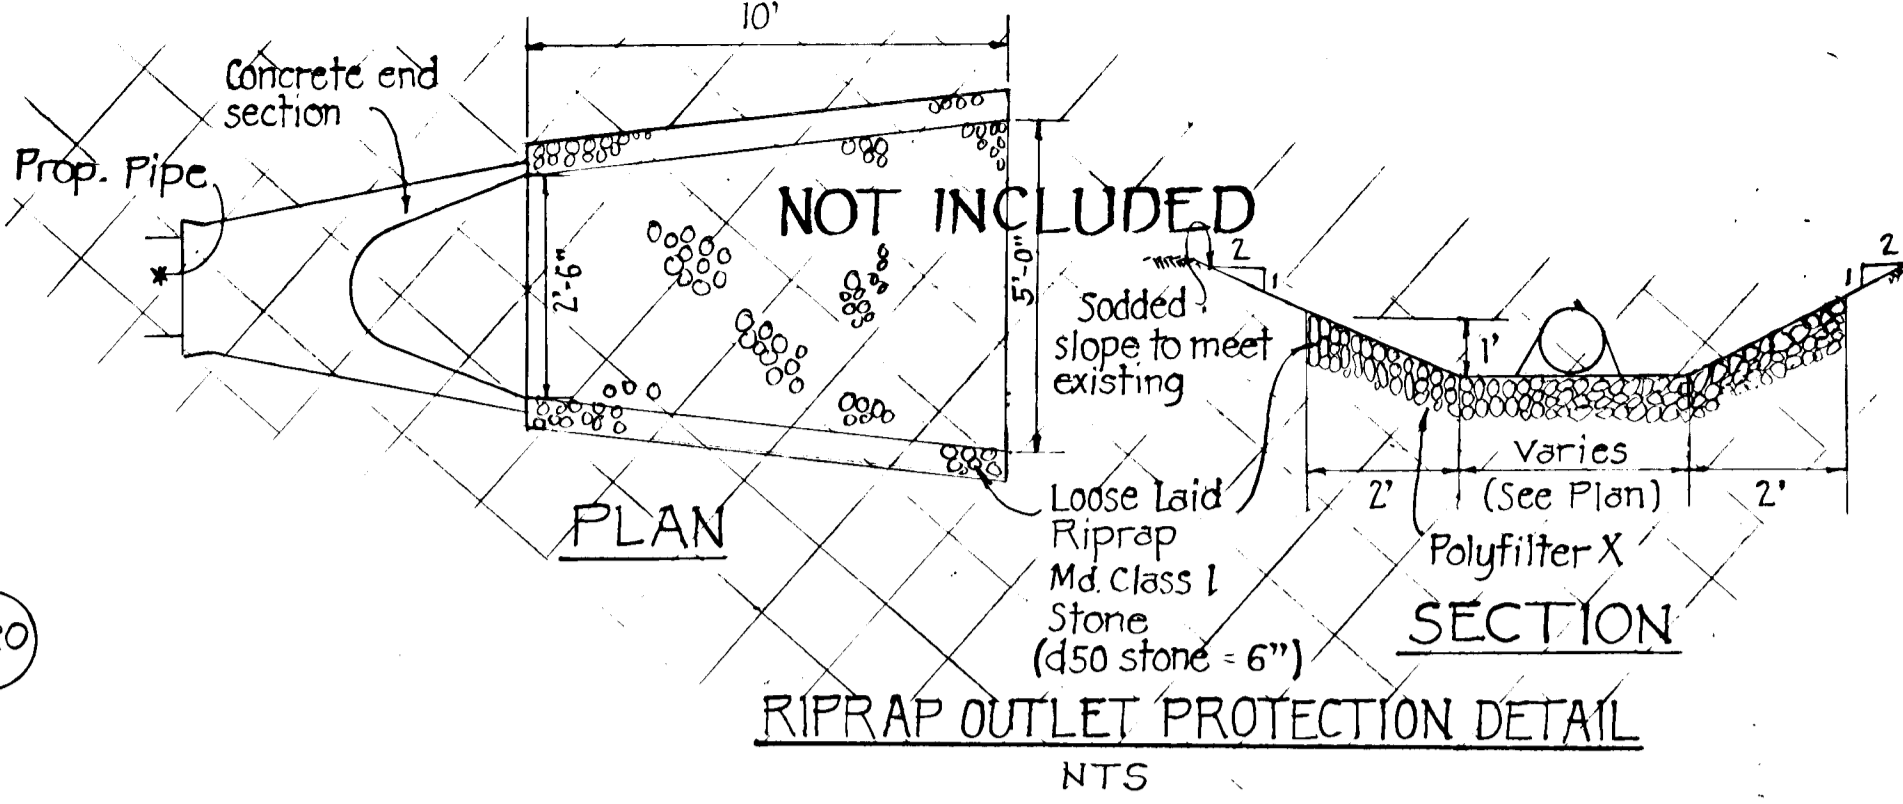 10'
Concrete end
section
Prop. Pipe
NOT INCLUDED
2'-6"
5'-0"
2
1
2
1
Sodded
slope to meet
existing
1'
Varies
(See Plan)
2'
2'
PLAN
Loose Laid
Riprap
Md. Class 1
Stone
(d50 stone = 6")
Polyfilter X
SECTION
RIPRAP OUTLET PROTECTION DETAIL
NTS